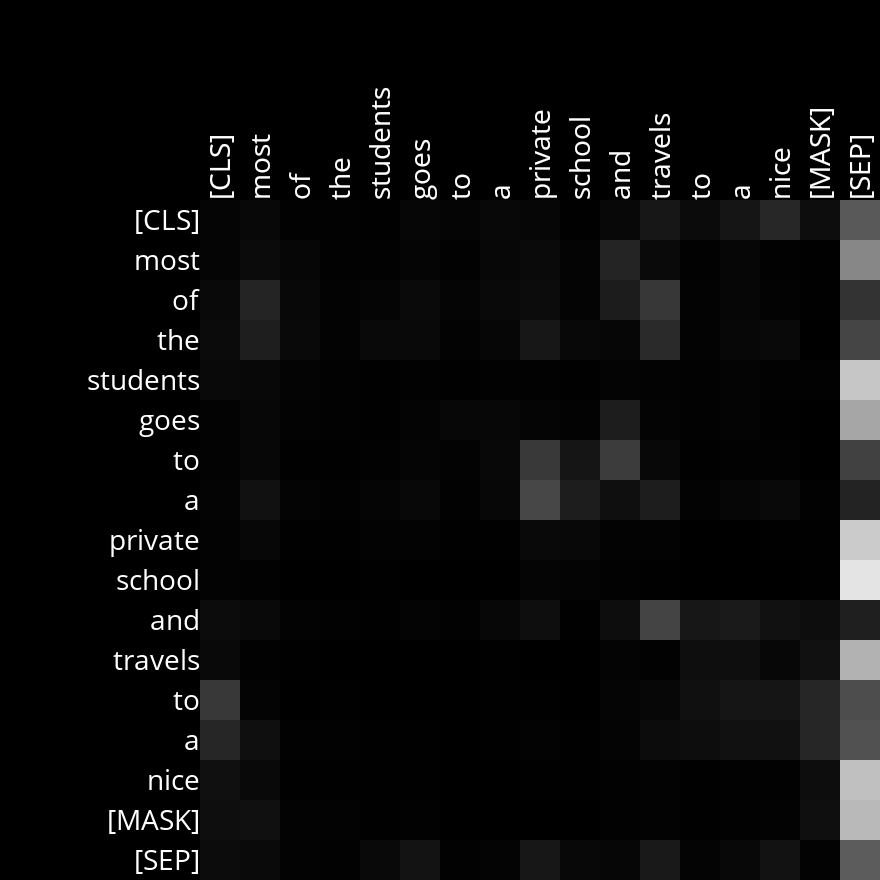 [CLS] most of the students goes to a private school and travels to a nice [MASK] [SEP]
[CLS]
most
of
the
students
goes
to
a
private
school
and
travels
to
a
nice
[MASK]
[SEP]